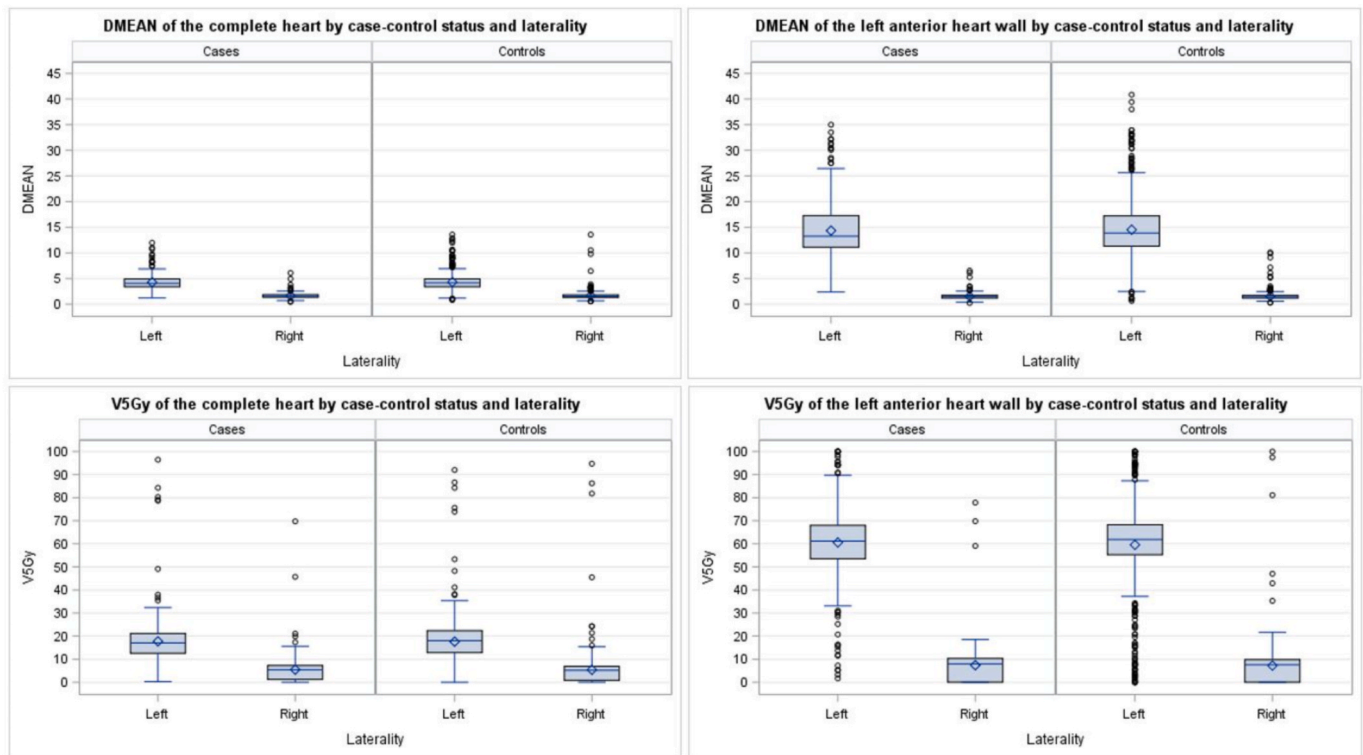 DMEAN of the complete heart by case-control status and laterality
Cases
Controls
45
40
35
30
25
20
15
10
5
0
DMEAN
Left
Right
Left
Right
Laterality
DMEAN of the left anterior heart wall by case-control status and laterality
Cases
Controls
45
40
35
30
25
20
15
10
5
0
DMEAN
Left
Right
Left
Right
Laterality
V5Gy of the complete heart by case-control status and laterality
Cases
Controls
100
90
80
70
60
50
40
30
20
10
0
V5Gy
Left
Right
Left
Right
Laterality
V5Gy of the left anterior heart wall by case-control status and laterality
Cases
Controls
100
90
80
70
60
50
40
30
20
10
0
V5Gy
Left
Right
Left
Right
Laterality